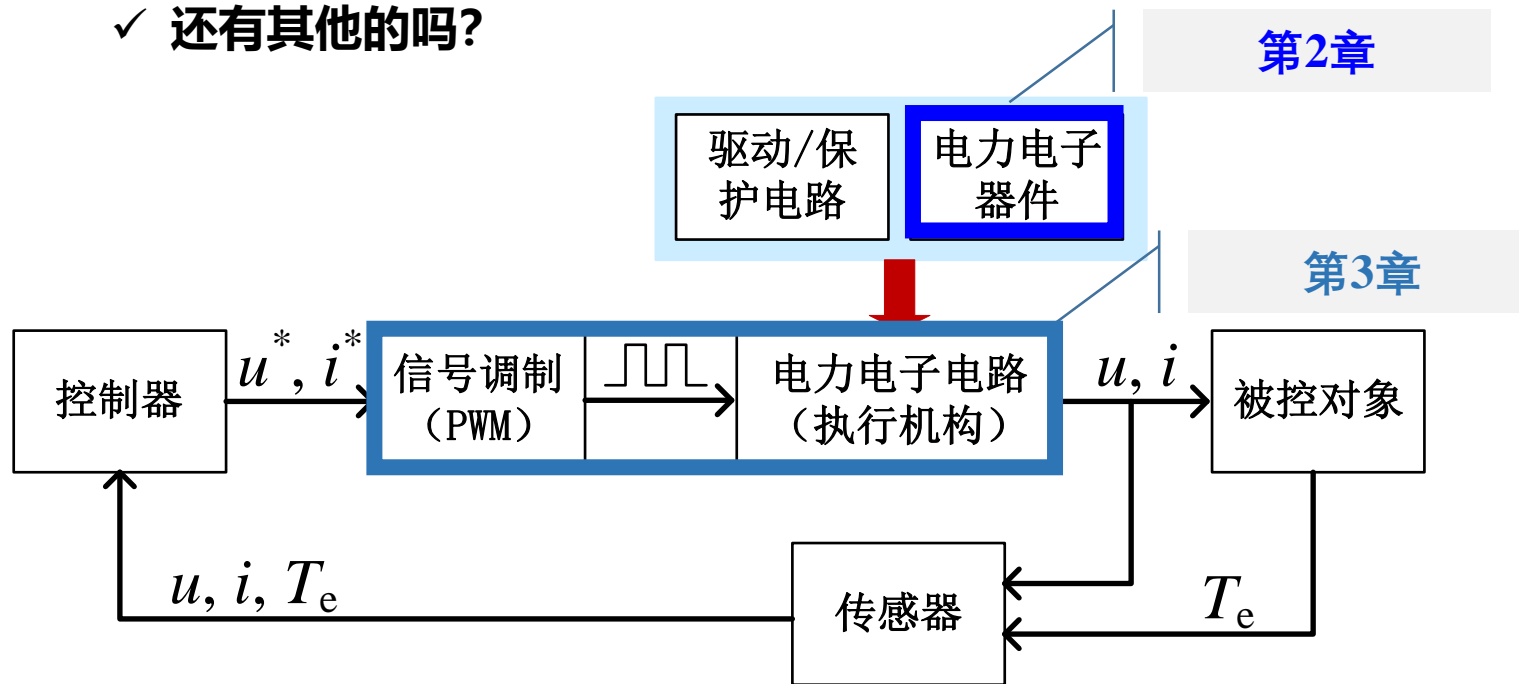 ✓ 还有其他的吗？
第2章
驱动/保
护电路
电力电子
器件
第3章
控制器
u*, i*
信号调制
（PWM）
电力电子电路
（执行机构）
u, i
被控对象
u, i, Te
传感器
Te